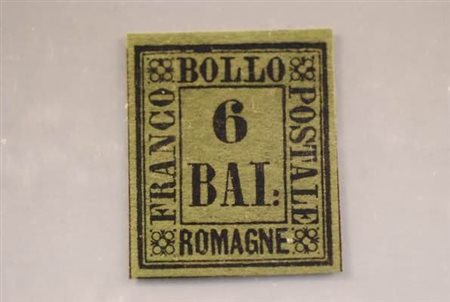 BOLLO
FRANCO
POSTALE
6
BAI:
ROMAGNE